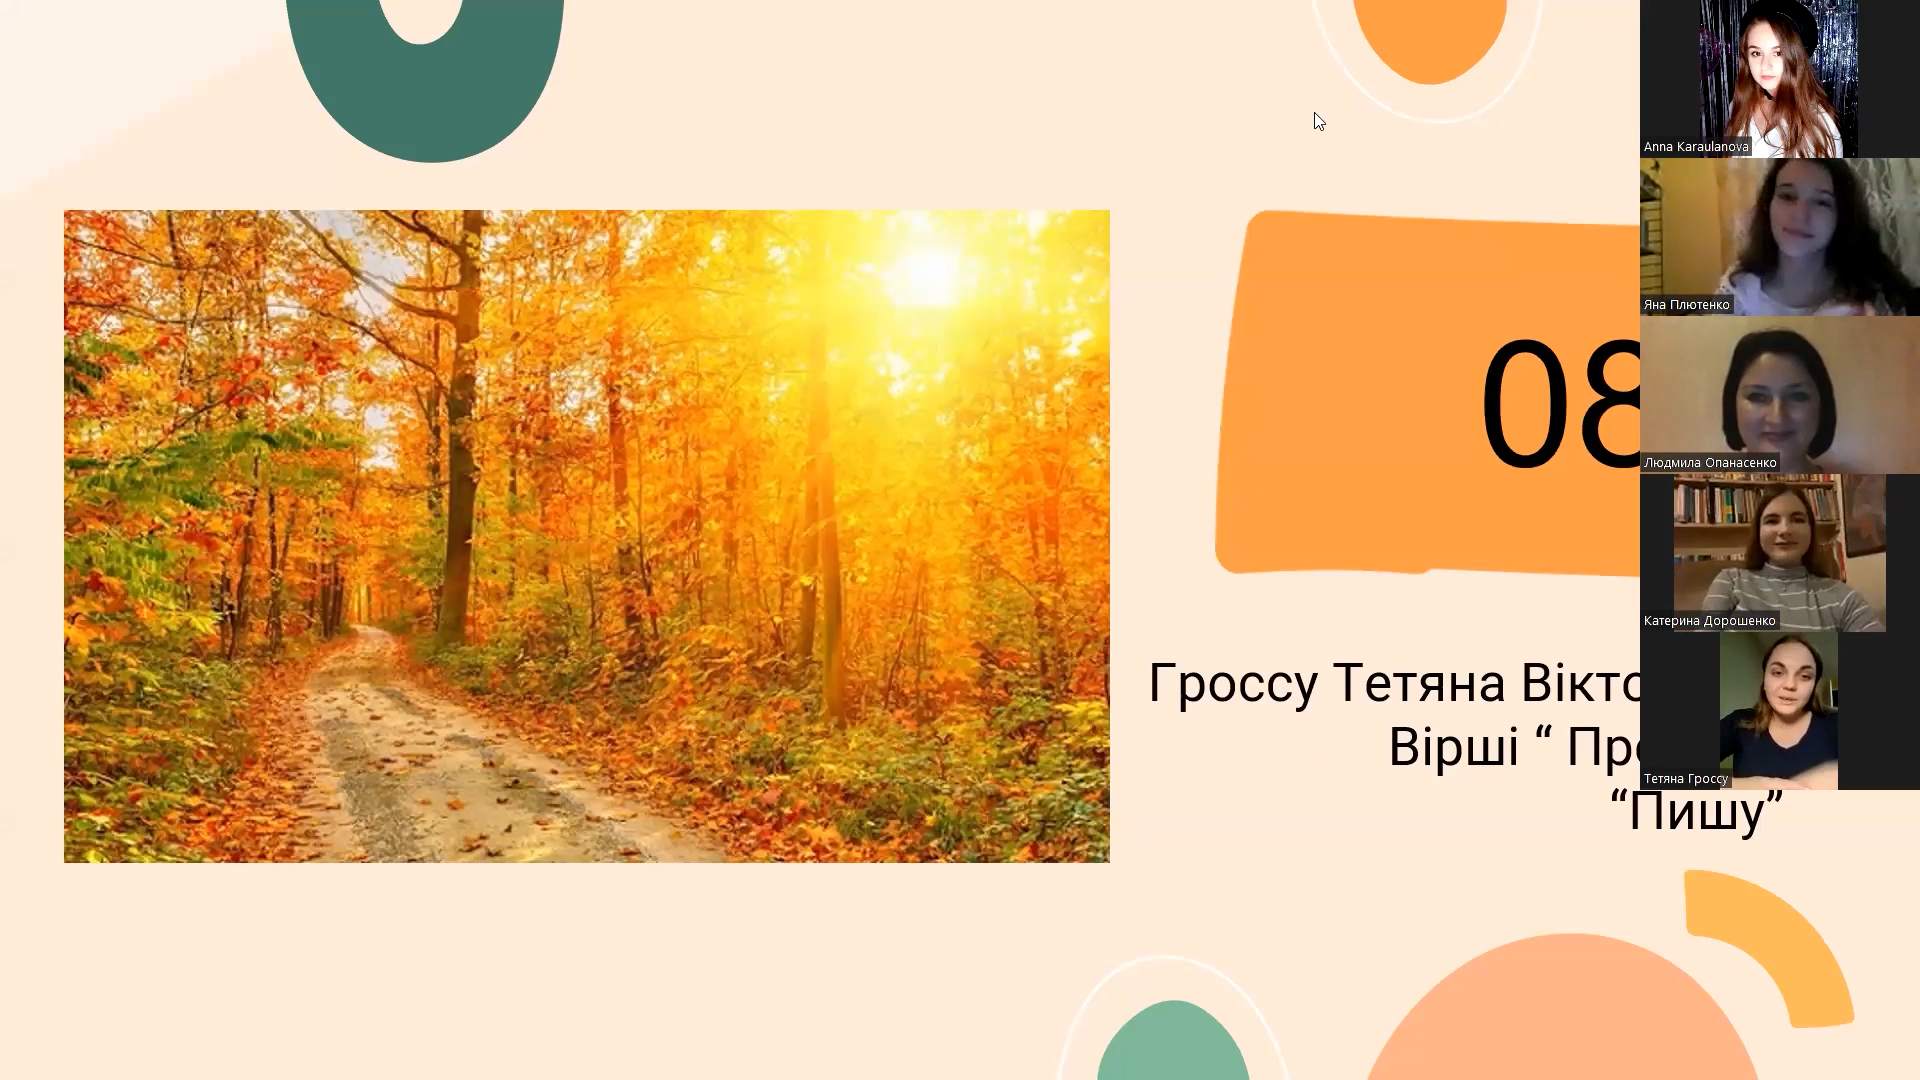 08
Гроссу Тетяна Вікто
Вірші “ Про
“Пишу”
Anna Karaulanova
Яна Плютенко
Людмила Опанасенко
Катерина Дорошенко
Тетяна Гроссу